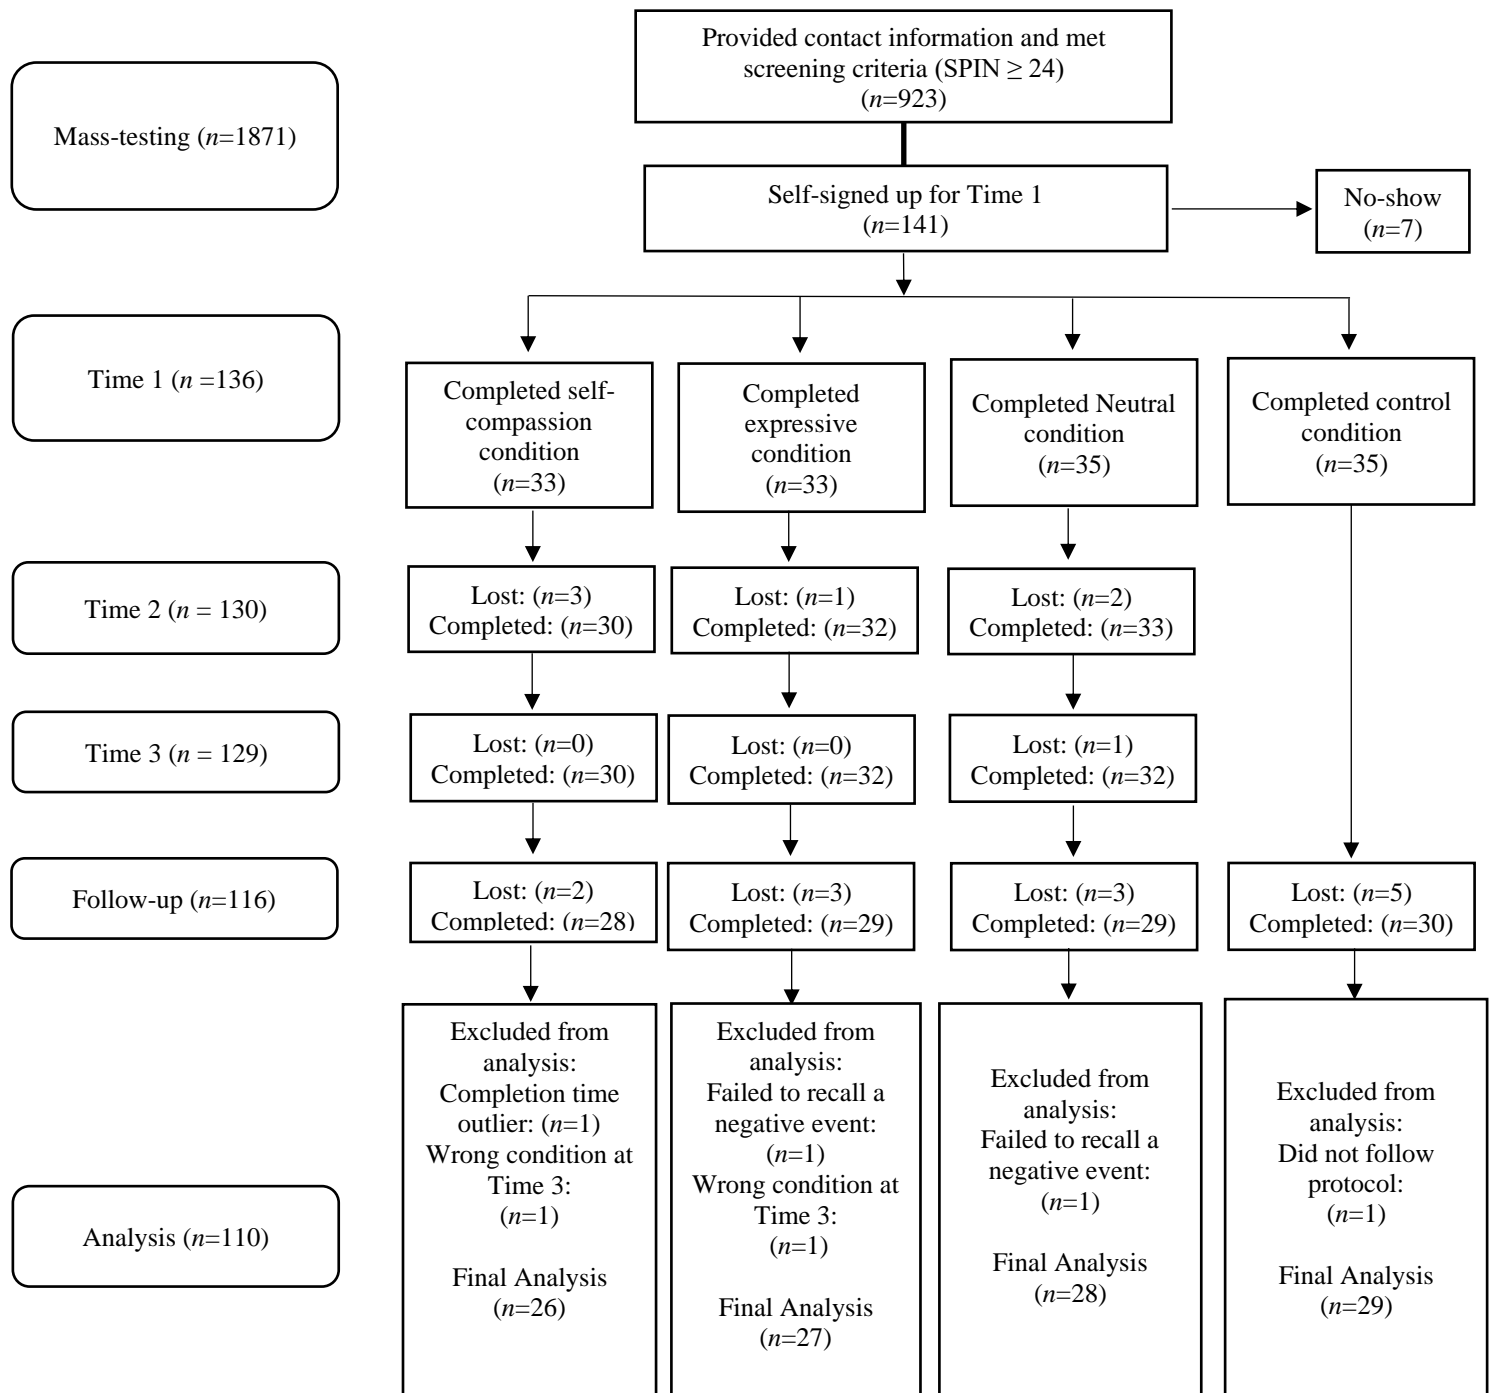 Provided contact information and met
screening criteria (SPIN ≥ 24)
(n=923)
Mass-testing (n=1871)
Self-signed up for Time 1
(n=141)
No-show
(n=7)
Time 1 (n =136)
Completed self-
compassion
condition
(n=33)
Completed
expressive
condition
(n=33)
Completed Neutral
condition
(n=35)
Completed control
condition
(n=35)
Time 2 (n = 130)
Lost: (n=3)
Completed: (n=30)
Lost: (n=1)
Completed: (n=32)
Lost: (n=2)
Completed: (n=33)
Time 3 (n = 129)
Lost: (n=0)
Completed: (n=30)
Lost: (n=0)
Completed: (n=32)
Lost: (n=1)
Completed: (n=32)
Follow-up (n=116)
Lost: (n=2)
Completed: (n=28)
Lost: (n=3)
Completed: (n=29)
Lost: (n=3)
Completed: (n=29)
Lost: (n=5)
Completed: (n=30)
Analysis (n=110)
Excluded from
analysis:
Completion time
outlier: (n=1)
Wrong condition at
Time 3:
(n=1)
Final Analysis
(n=26)
Excluded from
analysis:
Failed to recall a
negative event:
(n=1)
Wrong condition at
Time 3:
(n=1)
Final Analysis
(n=27)
Excluded from
analysis:
Failed to recall a
negative event:
(n=1)
Final Analysis
(n=28)
Excluded from
analysis:
Did not follow
protocol:
(n=1)
Final Analysis
(n=29)